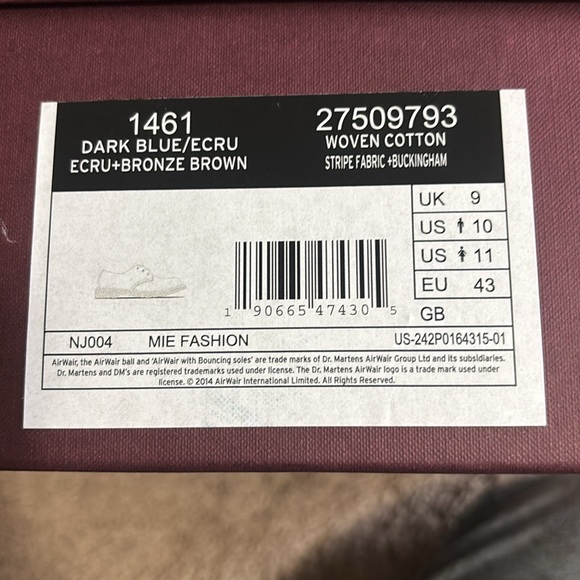 1461
DARK BLUE/ECRU
ECRU+BRONZE BROWN
27509793
WOVEN COTTON
STRIPE FABRIC +BUCKINGHAM
UK 9
US 10
US 11
EU 43
GB
1 90665 47430 5
NJ004 MIE FASHION US-242P0164315-01
AirWair, the AirWair ball and 'AirWair with Bouncing soles' are trade marks of Dr. Martens AirWair Group Ltd and its subsidiaries.
Dr. Martens and DM's are registered trademarks used under license. The Dr. Martens AirWair logo is a trade mark used under
license. © 2014 AirWair International Limited. All Rights Reserved.